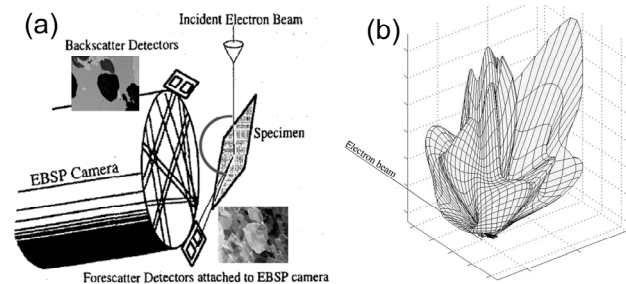 (a)
Incident Electron Beam
Backscatter Detectors
Specimen
EBSP Camera
Forescatter Detectors attached to EBSP camera
(b)
Electron beam